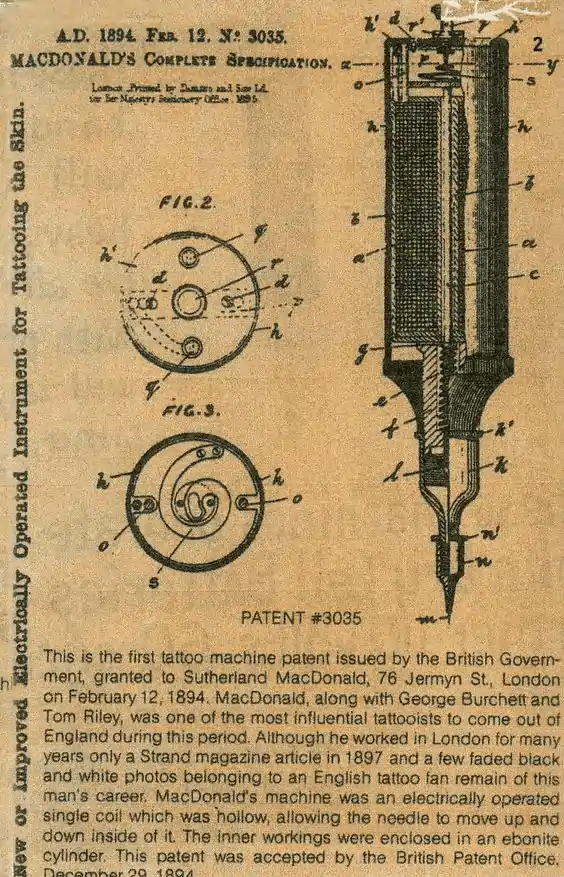 A.D. 1894. FEB. 12. No. 3035.
MACDONALD'S COMPLETE SPECIFICATION.
London Printed by Darling and Son Ld.
for Her Majesty's Stationery Office. 1895
2
New or Improved Electrically Operated Instrument for Tattooing the Skin.
FIG.2.
h'
q
r
d
d
p
h
q
FIG.3.
h
h
o
o
s
h'
d
r'
r
h'
x
y
o
p
s
h
h
b
b
a
a
c
g
e
f
k'
l
k
n'
n
m
PATENT #3035
This is the first tattoo machine patent issued by the British Govern-
ment, granted to Sutherland MacDonald, 76 Jermyn St., London
on February 12, 1894. MacDonald, along with George Burchett and
Tom Riley, was one of the most influential tattooists to come out of
England during this period. Although he worked in London for many
years only a Strand magazine article in 1897 and a few faded black
and white photos belonging to an English tattoo fan remain of this
man's career. MacDonald's machine was an electrically operated
single coil which was hollow, allowing the needle to move up and
down inside of it. The inner workings were enclosed in an ebonite
cylinder. This patent was accepted by the British Patent Office,
December 29, 1894.